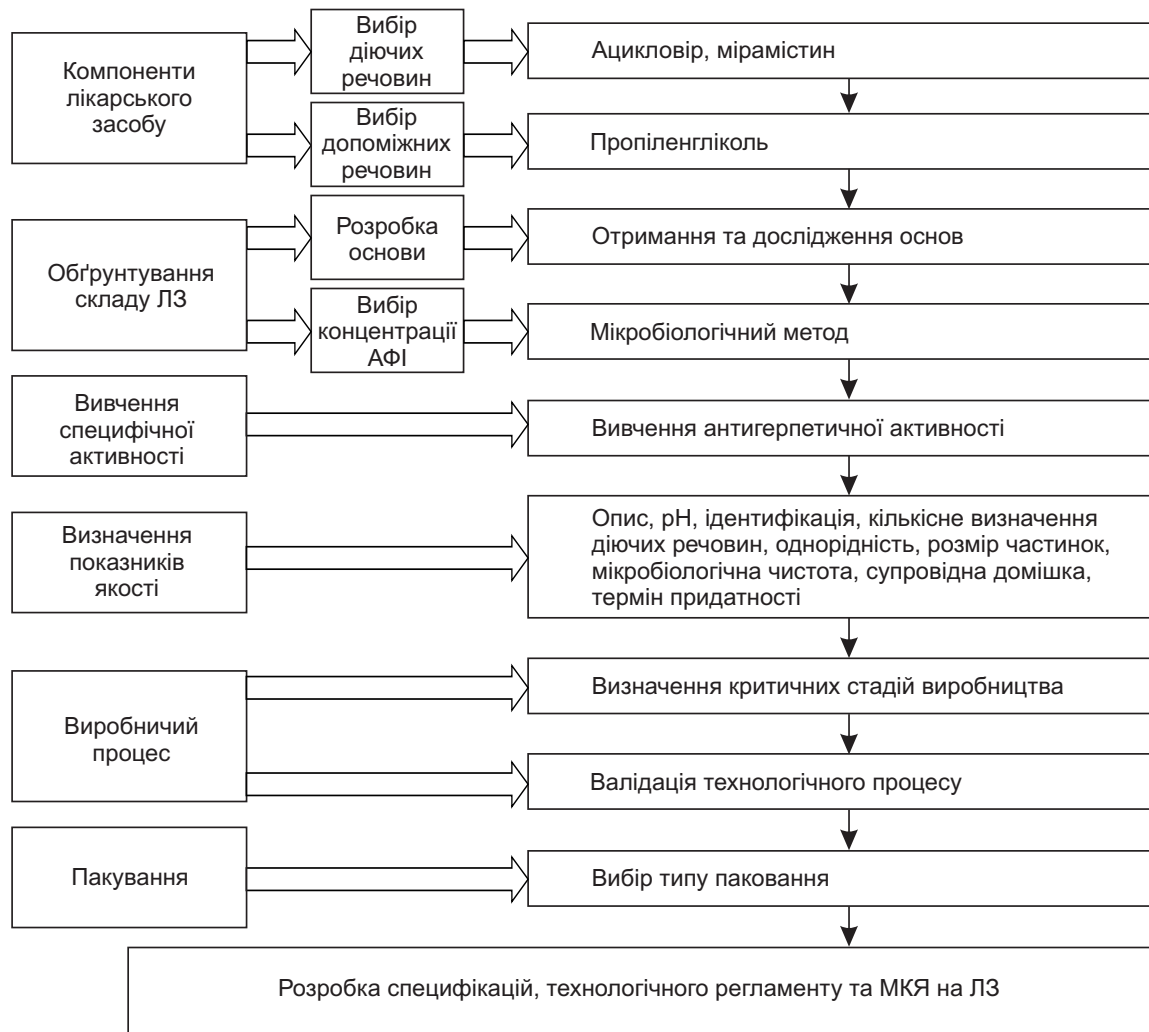 Компоненти
лікарського
засобу
Вибір
діючих
речовин
Ацикловір, мірамістин
Вибір
допоміжних
речовин
Пропіленгліколь
Обґрунтування
складу ЛЗ
Розробка
основи
Отримання та дослідження основ
Вибір
концентрації
АФІ
Мікробіологічний метод
Вивчення
специфічної
активності
Вивчення антигерпетичної активності
Визначення
показників
якості
Опис, рН, ідентифікація, кількісне визначення
діючих речовин, однорідність, розмір частинок,
мікробіологічна чистота, супровідна домішка,
термін придатності
Виробничий
процес
Визначення критичних стадій виробництва
Валідація технологічного процесу
Пакування
Вибір типу паковання
Розробка специфікацій, технологічного регламенту та МКЯ на ЛЗ